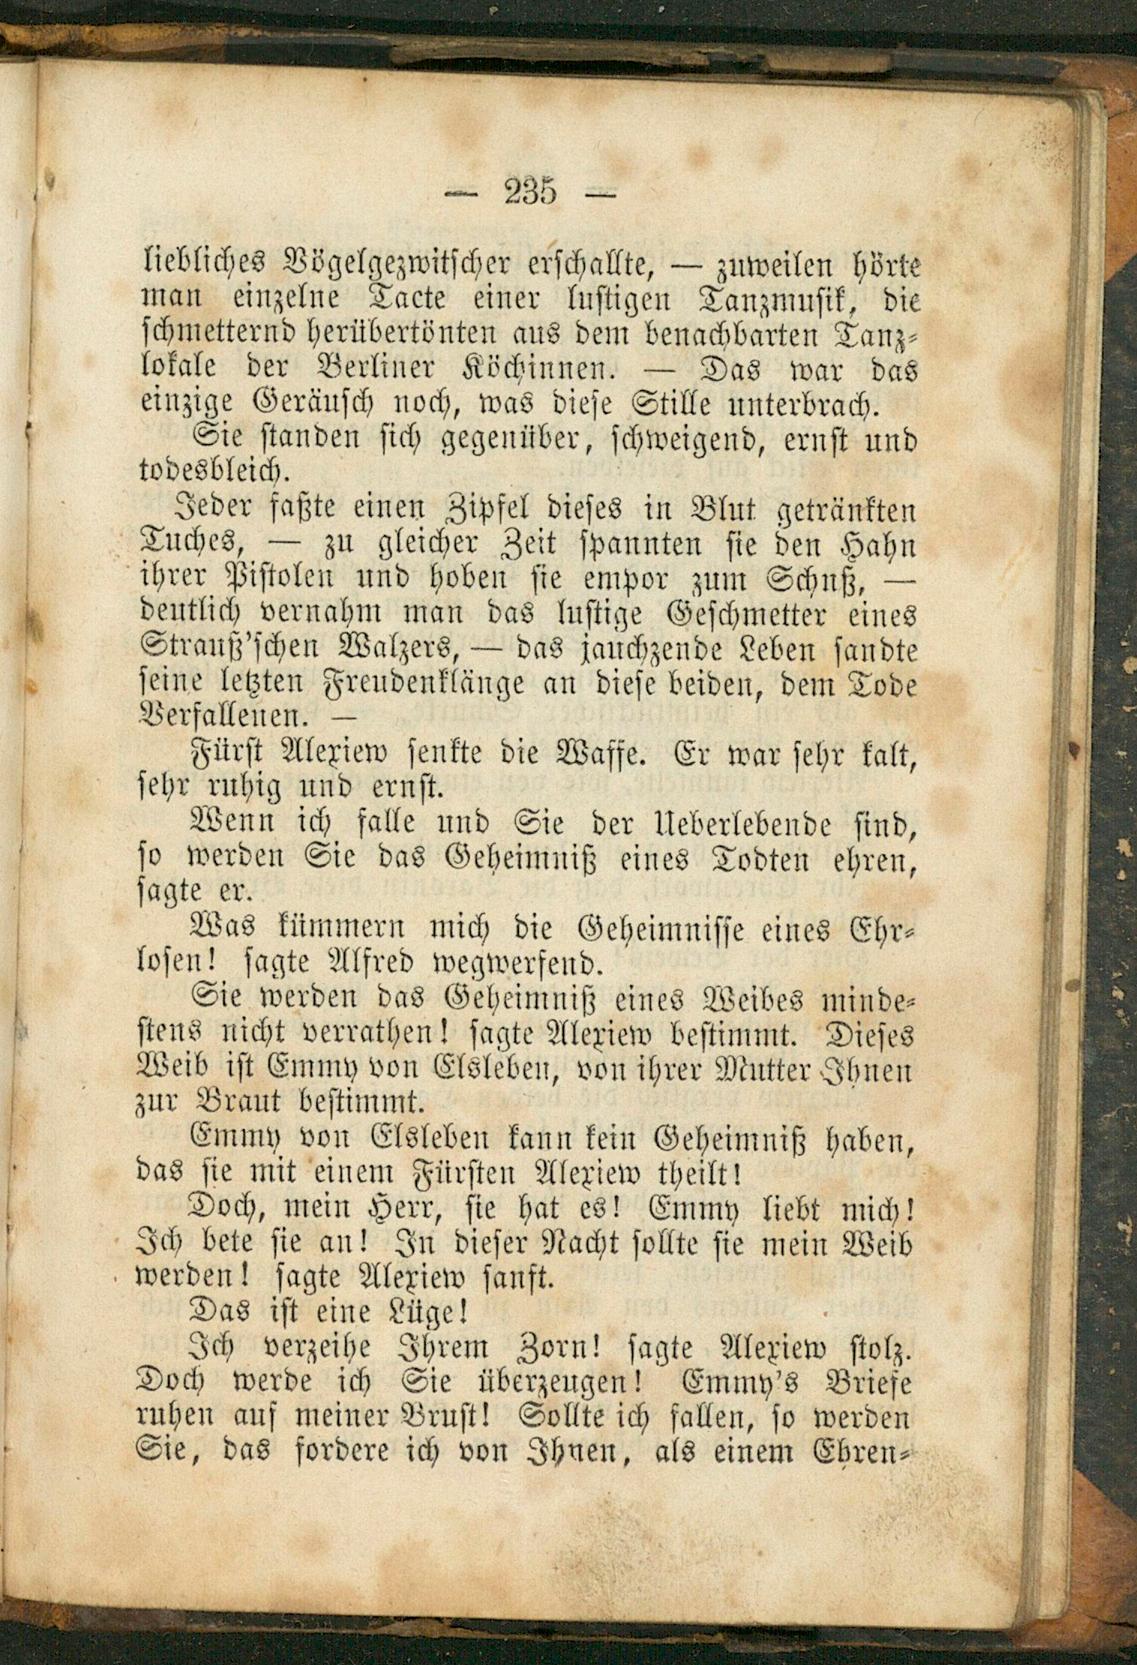 — 235 —
liebliches Vögelgezwitscher erschallte, — zuweilen hörte
man einzelne Tacte einer lustigen Tanzmusik, die
schmetternd herübertönten aus dem benachbarten Tanz-
lokale der Berliner Köchinnen. — Das war das
einzige Geräusch noch, was diese Stille unterbrach.
Sie standen sich gegenüber, schweigend, ernst und
todesbleich.
Jeder faßte einen Zipfel dieses in Blut getränkten
Tuches, — zu gleicher Zeit spannten sie den Hahn
ihrer Pistolen und hoben sie empor zum Schuß, —
deutlich vernahm man das lustige Geschmetter eines
Strauß'schen Walzers, — das jauchzende Leben sandte
seine letzten Freudenklänge an diese beiden, dem Tode
Verfallenen. —
Fürst Alexiew senkte die Waffe. Er war sehr kalt,
sehr ruhig und ernst.
Wenn ich falle und Sie der Ueberlebende sind,
so werden Sie das Geheimniß eines Todten ehren,
sagte er.
Was kümmern mich die Geheimnisse eines Ehr-
losen! sagte Alfred wegwerfend.
Sie werden das Geheimniß eines Weibes minde-
stens nicht verrathen! sagte Alexiew bestimmt. Dieses
Weib ist Emmy von Elsleben, von ihrer Mutter Ihnen
zur Braut bestimmt.
Emmy von Elsleben kann kein Geheimniß haben,
das sie mit einem Fürsten Alexiew theilt!
Doch, mein Herr, sie hat es! Emmy liebt mich!
Ich bete sie an! In dieser Nacht sollte sie mein Weib
werden! sagte Alexiew sanft.
Das ist eine Lüge!
Ich verzeihe Ihrem Zorn! sagte Alexiew stolz.
Doch werde ich Sie überzeugen! Emmy's Briefe
ruhen auf meiner Brust! Sollte ich fallen, so werden
Sie, das fordere ich von Ihnen, als einem Ehren-